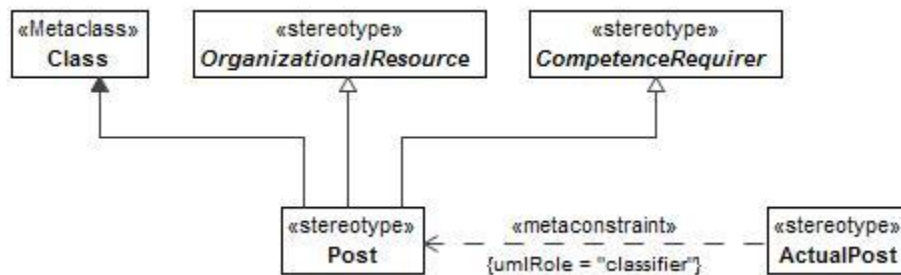 «Metaclass»
Class
«stereotype»
OrganizationalResource
«stereotype»
CompetenceRequirer
«stereotype»
Post
«metaconstraint»
{umlRole = "classifier"}
«stereotype»
ActualPost